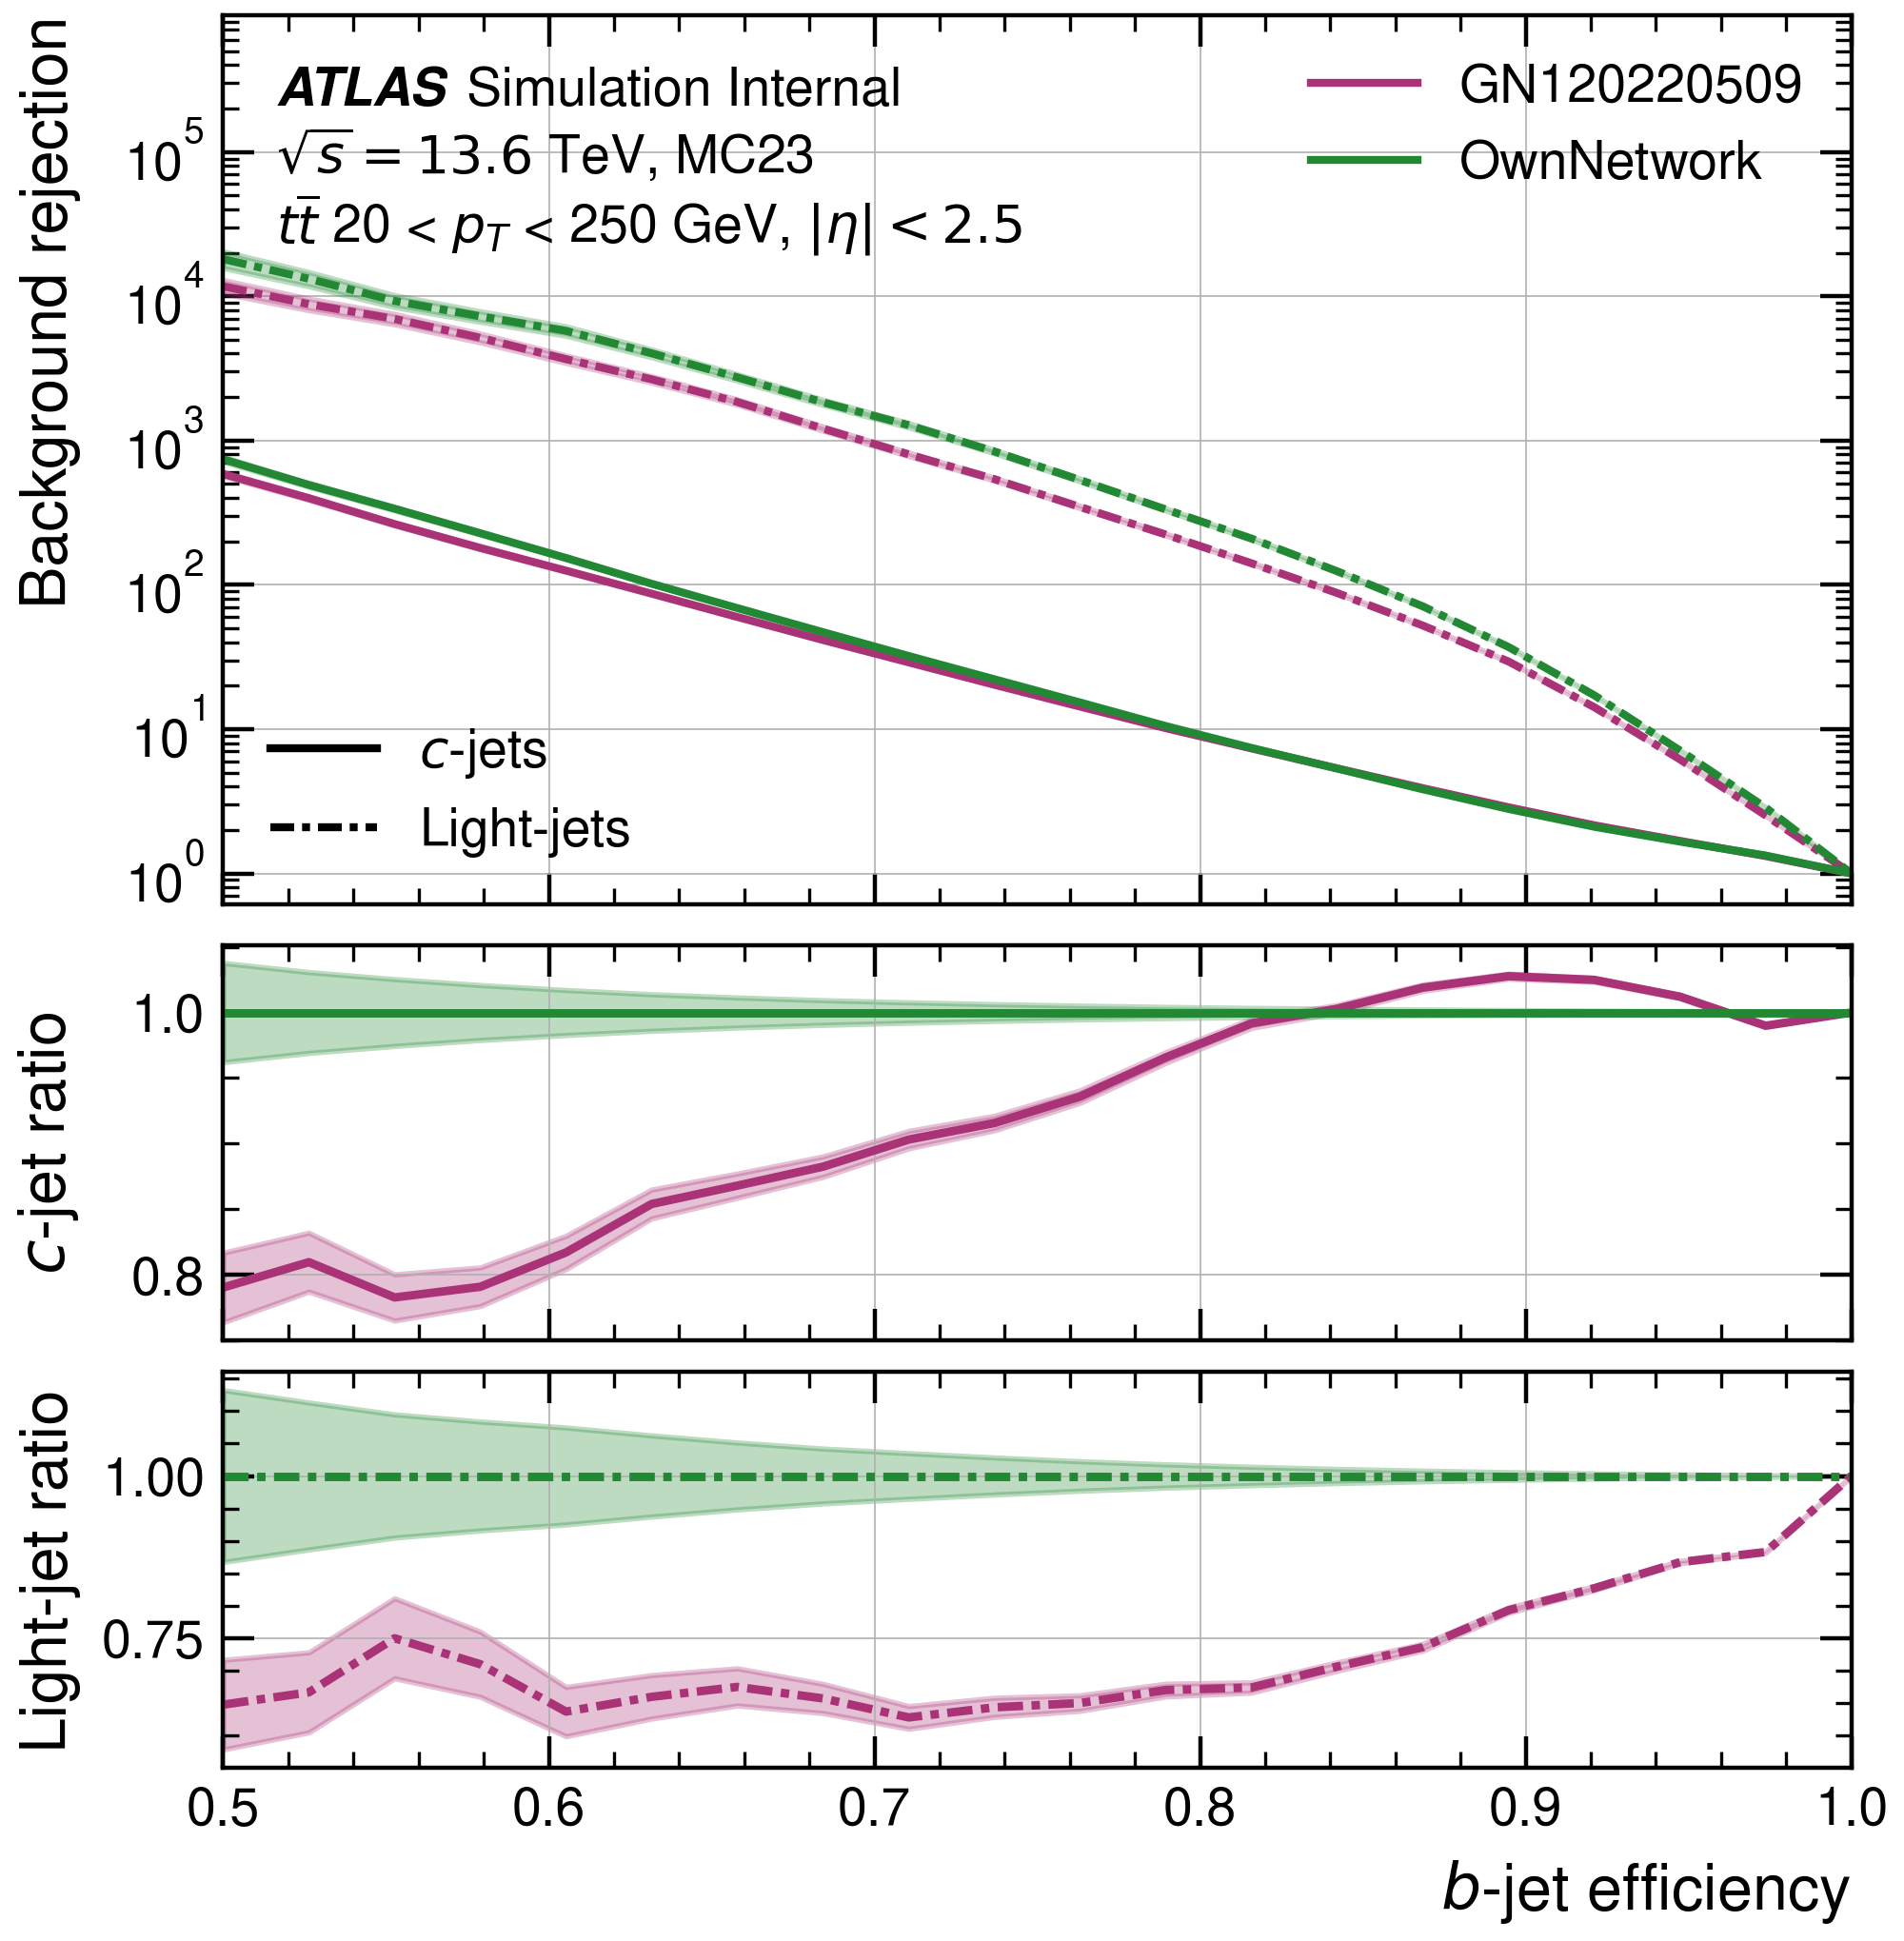 Background rejection
10^5
10^4
10^3
10^2
10^1
10^0
ATLAS Simulation Internal
√s = 13.6 TeV, MC23
tt̅ 20 < p_T < 250 GeV, |η| < 2.5
GN120220509
OwnNetwork
c-jets
Light-jets
c-jet ratio
1.0
0.8
Light-jet ratio
1.00
0.75
0.5 0.6 0.7 0.8 0.9 1.0
b-jet efficiency